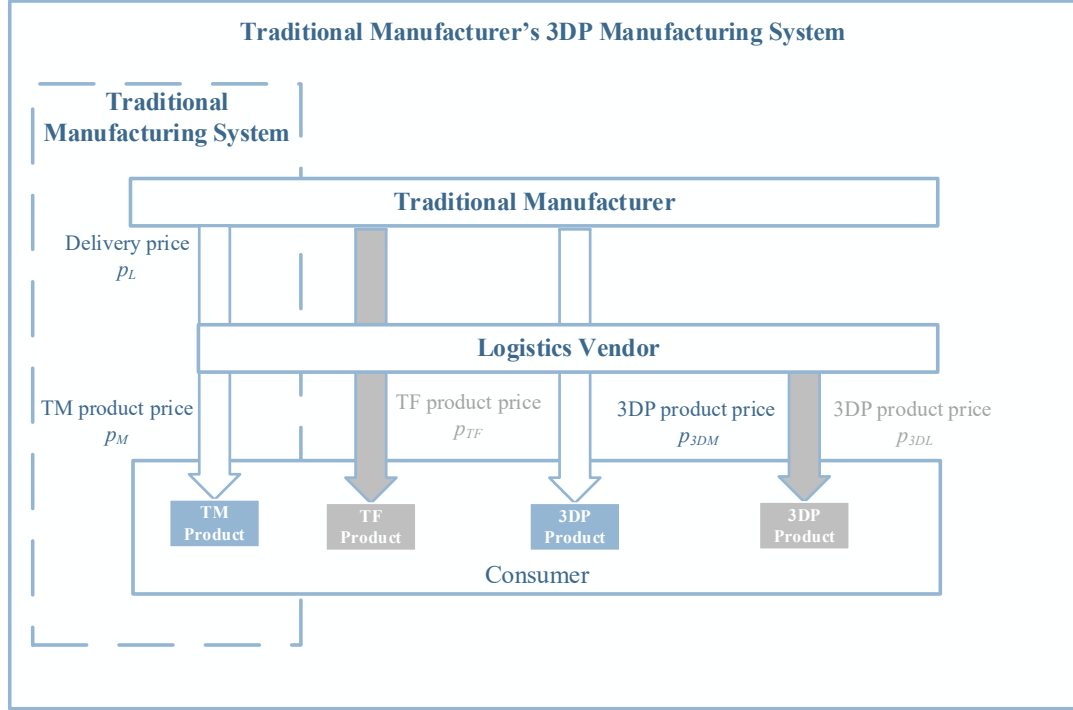 Traditional Manufacturer’s 3DP Manufacturing System
Traditional
Manufacturing System
Traditional Manufacturer
Delivery price
pL
Logistics Vendor
TM product price
pM
TF product price
pTF
3DP product price
p3DM
3DP product price
p3DL
TM
Product
TF
Product
3DP
Product
3DP
Product
Consumer